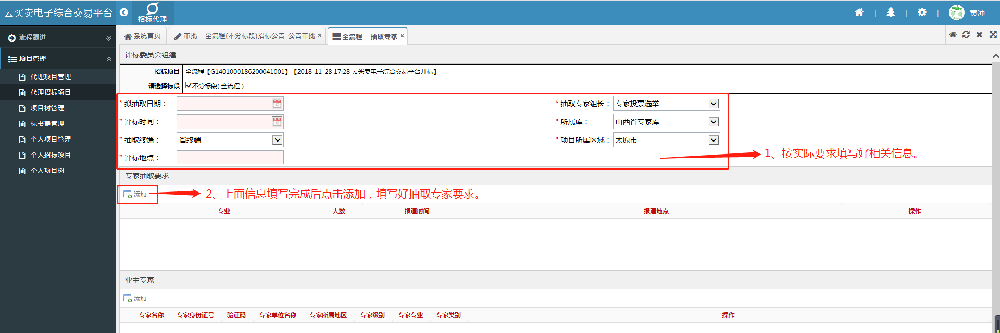 云买卖电子综合交易平台
招标代理
黄冲
流程跟进
项目管理
代理项目管理
代理招标项目
项目树管理
标书费管理
个人项目管理
个人招标项目
个人项目树
系统首页
审批 - 全流程(不分标段)招标公告-公告审批
全流程 - 抽取专家
评标委员会组建
招标项目 全流程【G1401000186200041001】【2018-11-28 17:28 云买卖电子综合交易平台开标】
请选择标段 不分标段( 全流程 )
* 拟抽取日期： * 抽取专家组长： 专家投票选举
* 评标时间： * 所属库： 山西省专家库
* 抽取终端： 省终端 * 项目所属区域： 太原市
* 评标地点：
1、按实际要求填写好相关信息。
专家抽取要求
添加
2、上面信息填写完成后点击添加，填写好抽取专家要求。
专业 人数 报道时间 报道地点 操作
业主专家
添加
专家名称 专家身份证号 验证码 专家单位名称 专家所属地区 专家级别 专家专业 专家类别 操作